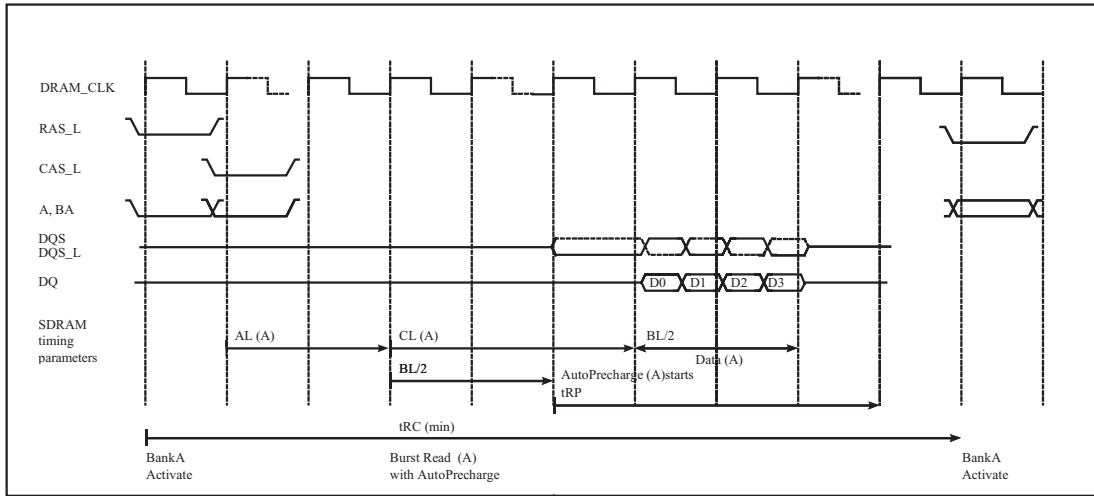 DRAM_CLK
RAS_L
CAS_L
A, BA
DQS
DQS_L
DQ
D0 D1 D2 D3
SDRAM
timing
parameters
AL (A)
CL (A)
BL/2
Data (A)
BL/2
AutoPrecharge (A)starts
tRP
tRC (min)
BankA
Activate
Burst Read (A)
with AutoPrecharge
BankA
Activate